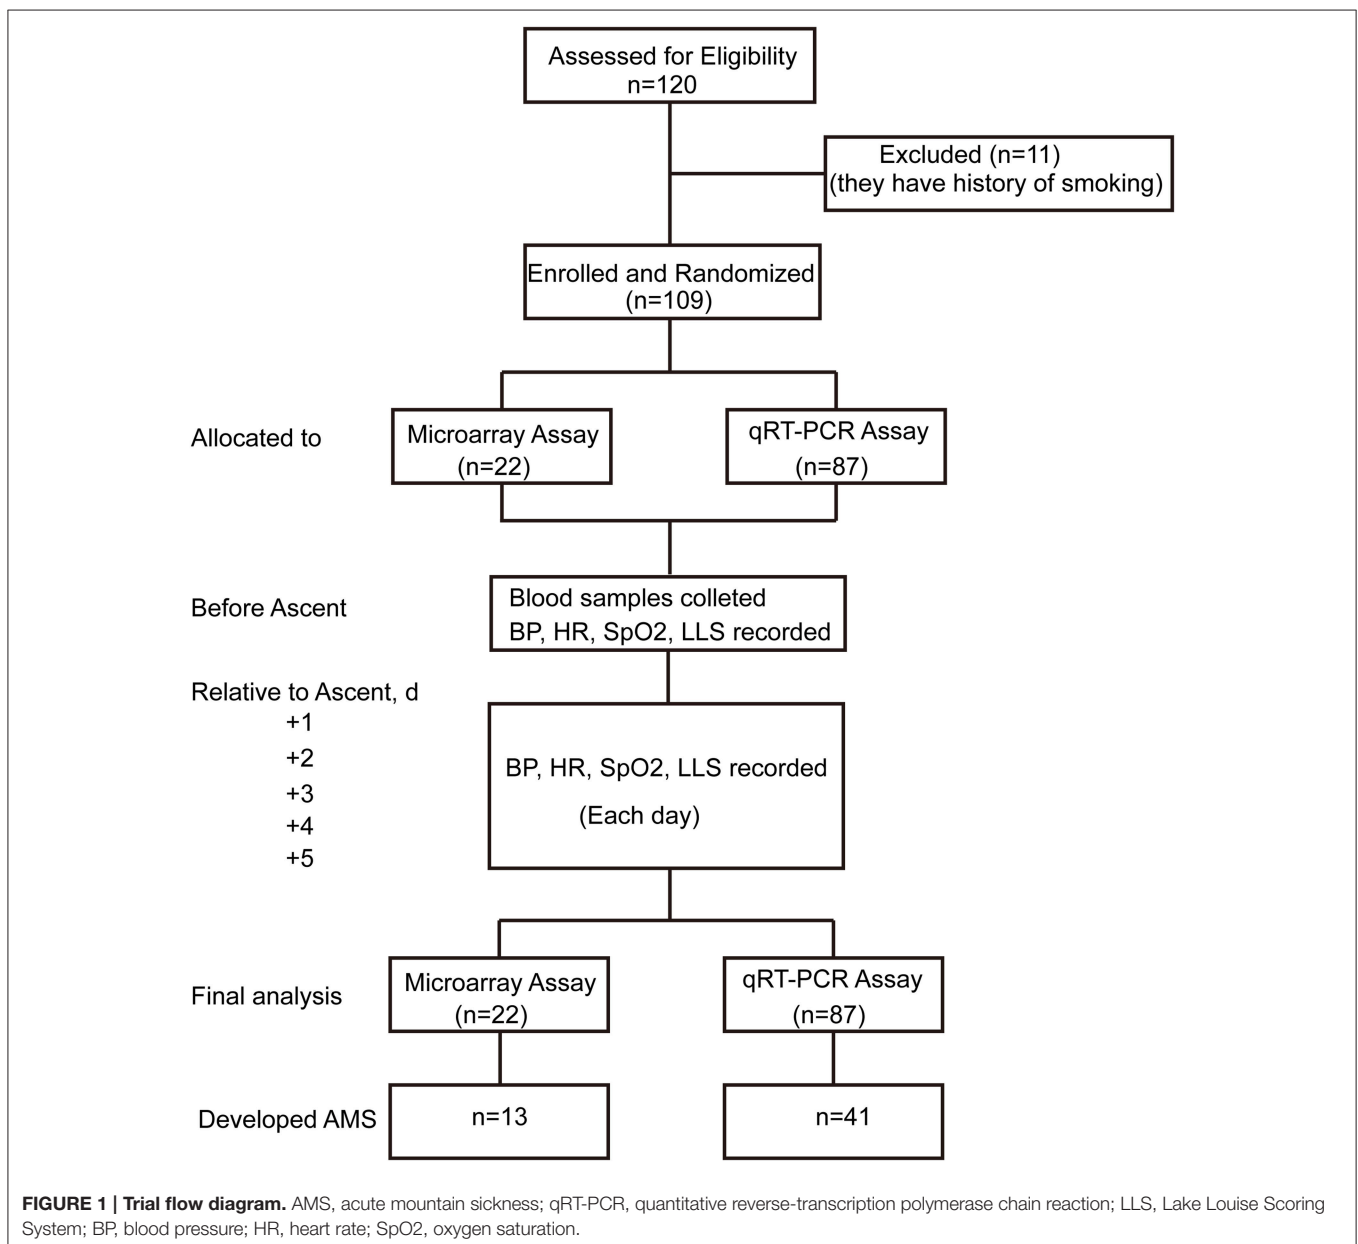 Assessed for Eligibility
n=120
Excluded (n=11)
(they have history of smoking)
Enrolled and Randomized
(n=109)
Allocated to
Microarray Assay
(n=22)
qRT-PCR Assay
(n=87)
Before Ascent
Blood samples colleted
BP, HR, SpO2, LLS recorded
Relative to Ascent, d
+1
+2
+3
+4
+5
BP, HR, SpO2, LLS recorded
(Each day)
Final analysis
Microarray Assay
(n=22)
qRT-PCR Assay
(n=87)
Developed AMS
n=13
n=41
FIGURE 1 | Trial flow diagram. AMS, acute mountain sickness; qRT-PCR, quantitative reverse-transcription polymerase chain reaction; LLS, Lake Louise Scoring
System; BP, blood pressure; HR, heart rate; SpO2, oxygen saturation.